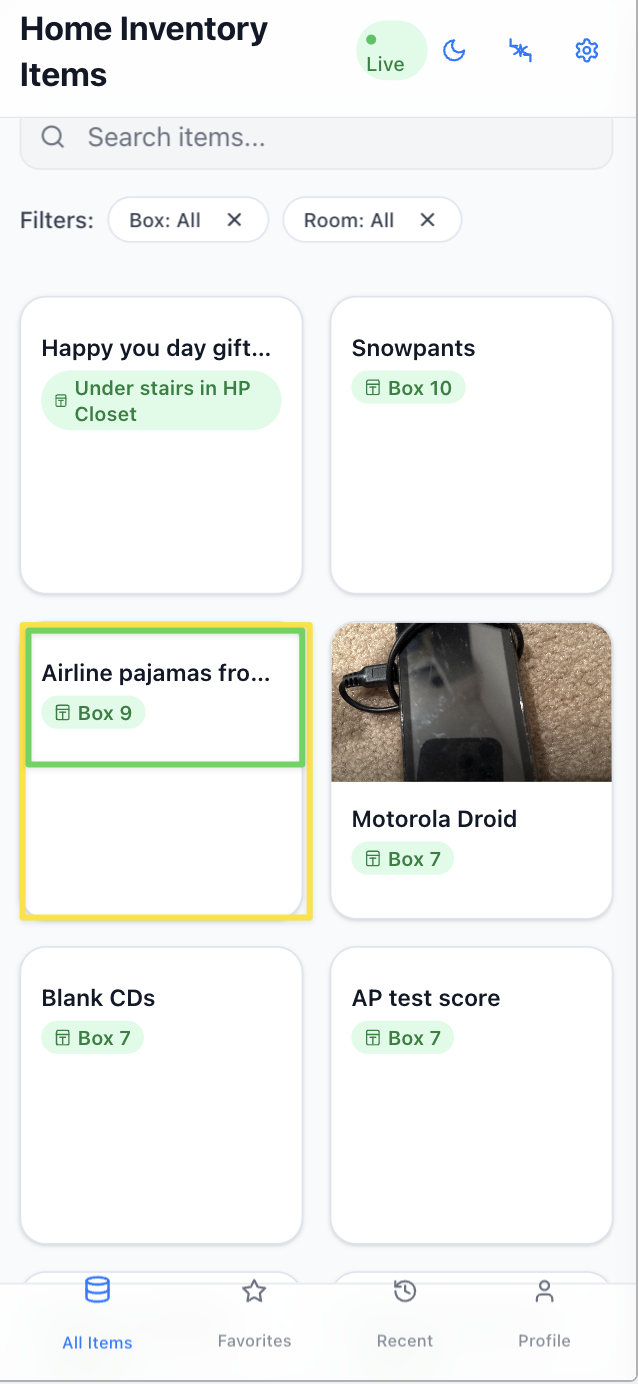 Home Inventory
Items
Live
Search items...
Filters:
Box: All
Room: All
Happy you day gift...
Under stairs in HP
Closet
Snowpants
Box 10
Airline pajamas fro...
Box 9
Motorola Droid
Box 7
Blank CDs
Box 7
AP test score
Box 7
All Items
Favorites
Recent
Profile